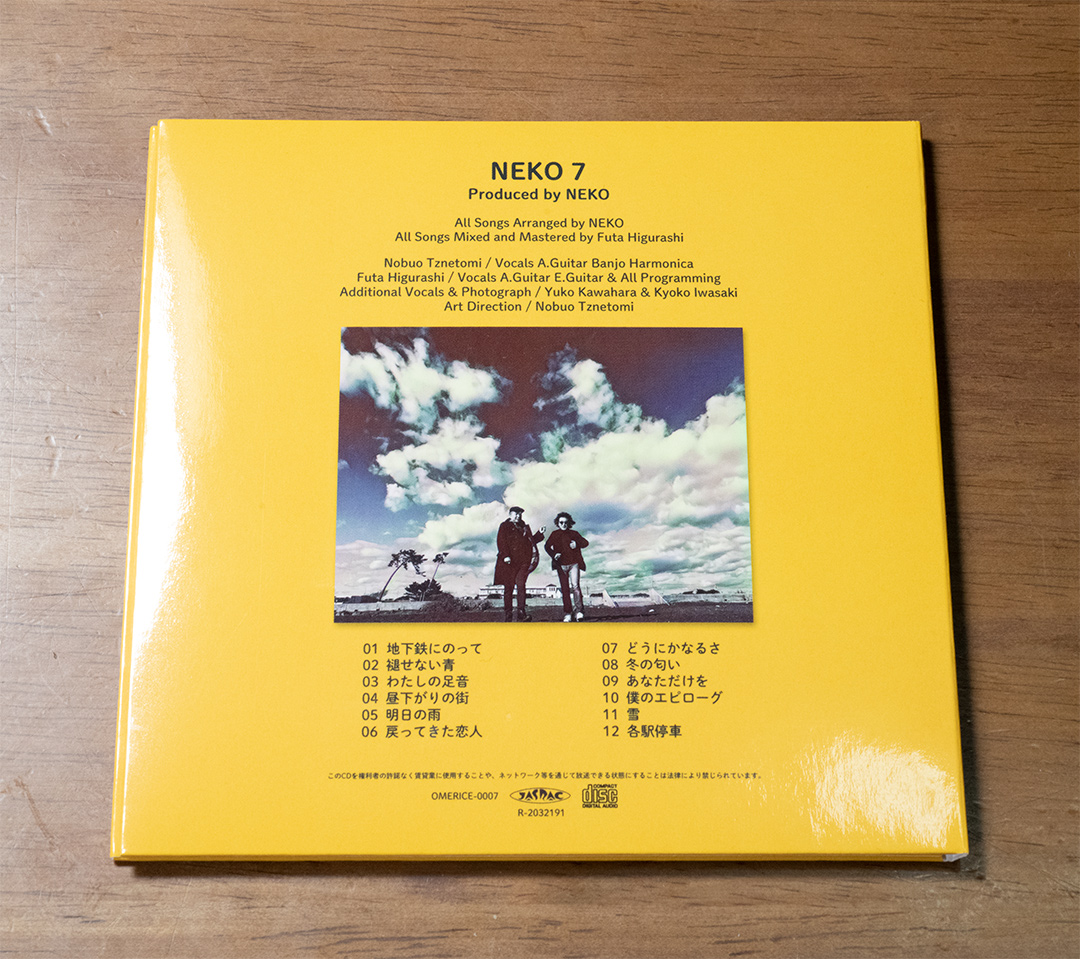 NEKO 7
Produced by NEKO
All Songs Arranged by NEKO
All Songs Mixed and Mastered by Futa Higurashi
Nobuo Tznetomi / Vocals A.Guitar Banjo Harmonica
Futa Higurashi / Vocals A.Guitar E.Guitar & All Programming
Additional Vocals & Photograph / Yuko Kawahara & Kyoko Iwasaki
Art Direction / Nobuo Tznetomi
01 地下鉄にのって
02 褪せない青
03 わたしの足音
04 昼下がりの街
05 明日の雨
06 戻ってきた恋人
07 どうにかなるさ
08 冬の匂い
09 あなただけを
10 僕のエピローグ
11 雪
12 各駅停車
このCDを権利者の許諾なく賃貸業に使用することや、ネットワーク等を通じて放送できる状態にすることは法律により禁じられています。
OMERICE-0007
JASRAC
R-2032191
COMPACT
disc
DIGITAL AUDIO